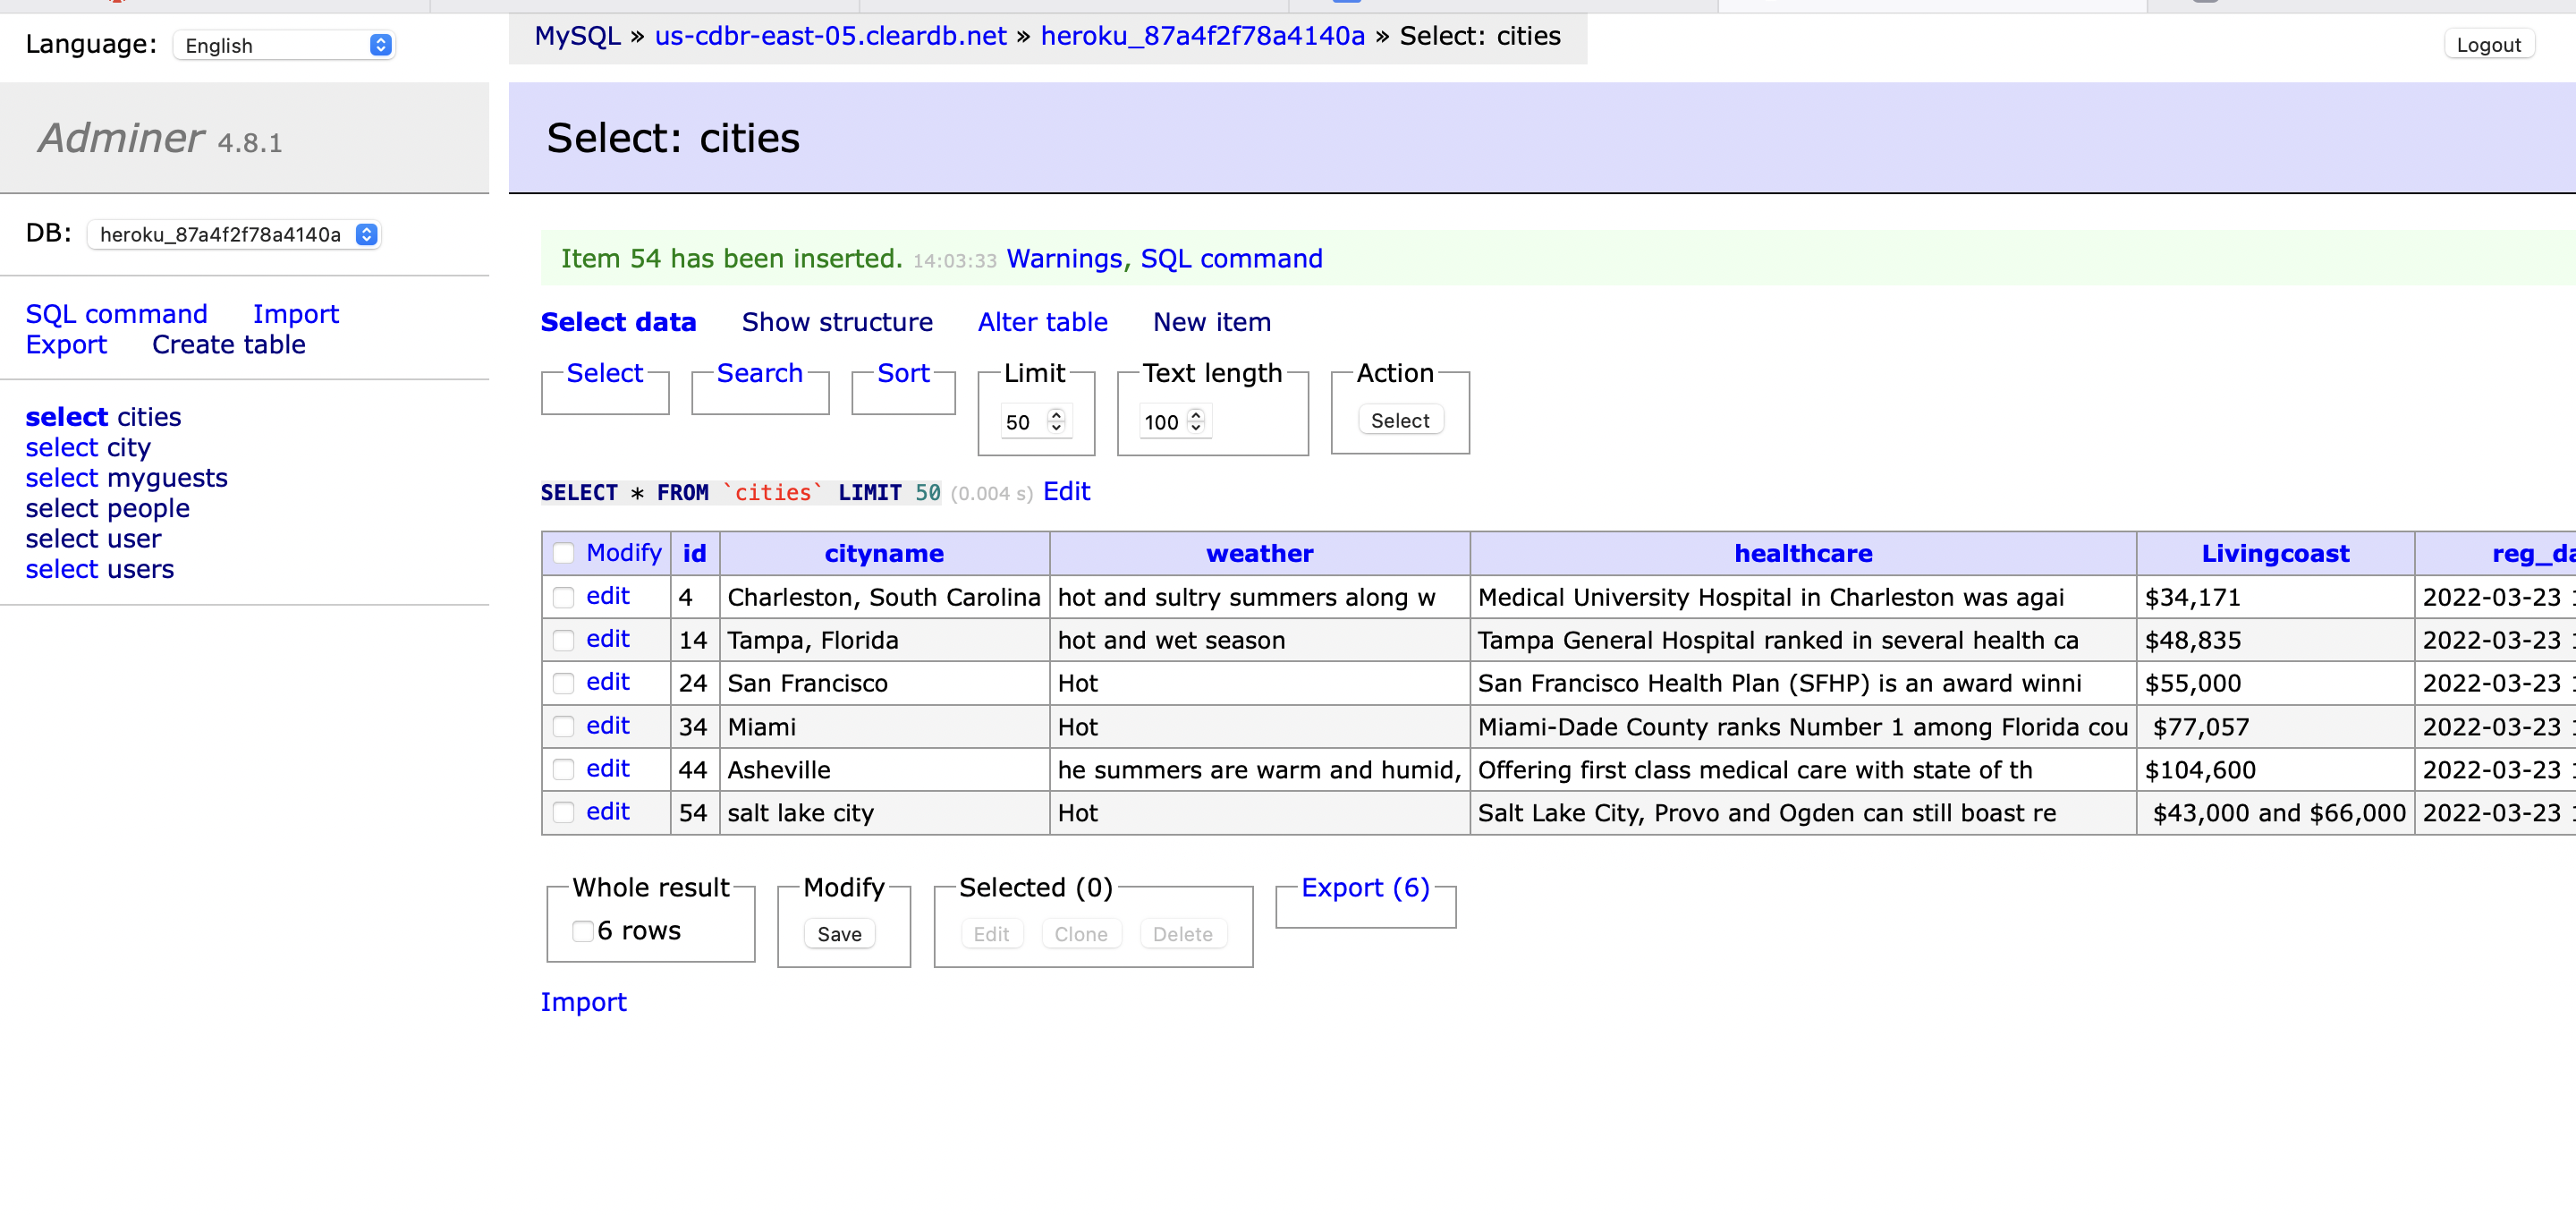 Language: English
MySQL » us-cdbr-east-05.cleardb.net » heroku_87a4f2f78a4140a » Select: cities
Logout
Adminer 4.8.1
Select: cities
DB: heroku_87a4f2f78a4140a
Item 54 has been inserted. 14:03:33 Warnings, SQL command
SQL command Import
Export Create table
Select data Show structure Alter table New item
Select Search Sort Limit Text length Action
50 100 Select
select cities
select city
select myguests
select people
select user
select users
SELECT * FROM `cities` LIMIT 50 (0.004 s) Edit
Modify id cityname weather healthcare Livingcoast reg_da
edit 4 Charleston, South Carolina hot and sultry summers along w Medical University Hospital in Charleston was agai $34,171 2022-03-23
edit 14 Tampa, Florida hot and wet season Tampa General Hospital ranked in several health ca $48,835 2022-03-23
edit 24 San Francisco Hot San Francisco Health Plan (SFHP) is an award winni $55,000 2022-03-23
edit 34 Miami Hot Miami-Dade County ranks Number 1 among Florida cou $77,057 2022-03-23
edit 44 Asheville he summers are warm and humid, Offering first class medical care with state of th $104,600 2022-03-23
edit 54 salt lake city Hot Salt Lake City, Provo and Ogden can still boast re $43,000 and $66,000 2022-03-23
Whole result Modify Selected (0) Export (6)
6 rows Save Edit Clone Delete
Import